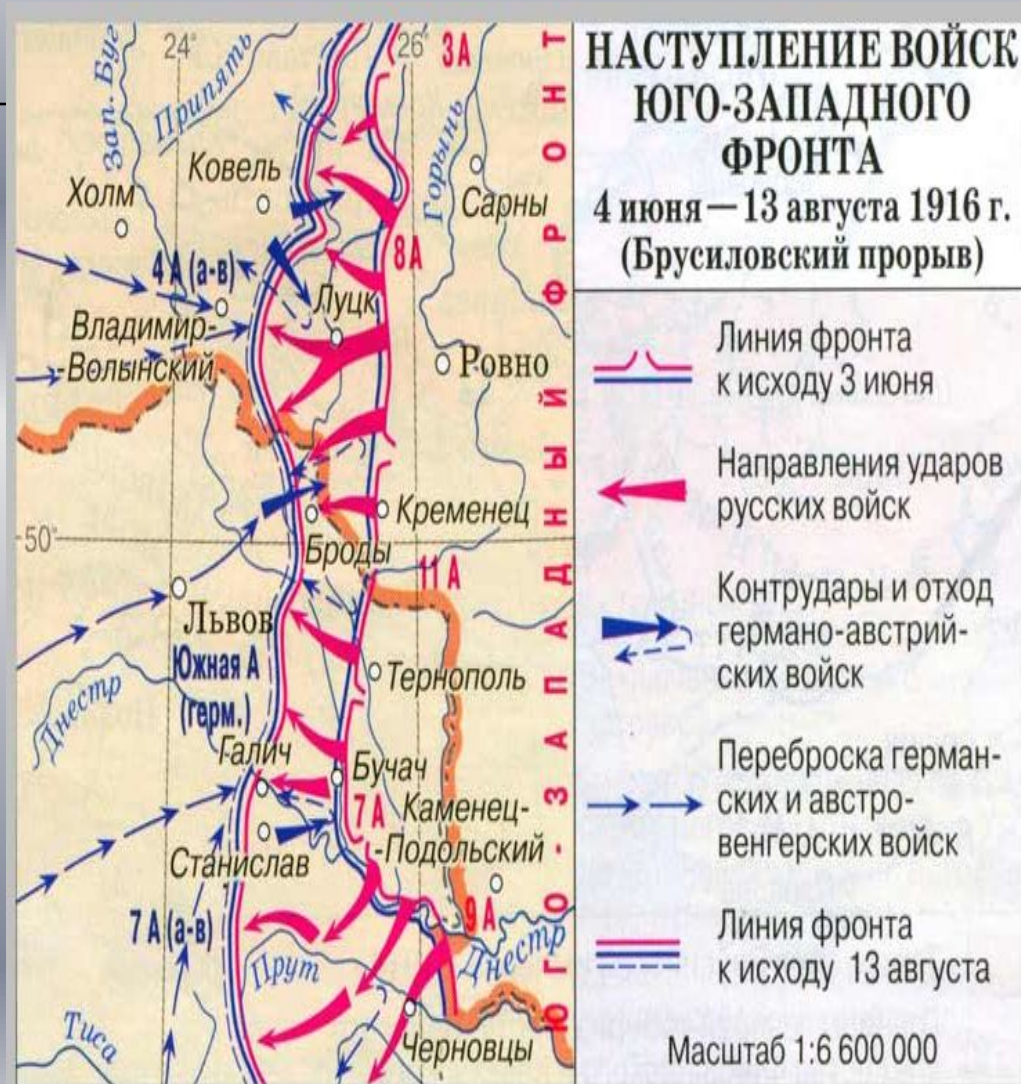 НАСТУПЛЕНИЕ ВОЙСК
ЮГО-ЗАПАДНОГО
ФРОНТА
4 июня — 13 августа 1916 г.
(Брусиловский прорыв)
Линия фронта
к исходу 3 июня
Направления ударов
русских войск
Контрудары и отход
германо-австрий-
ских войск
Переброска герман-
ских и австро-
венгерских войск
Линия фронта
к исходу 13 августа
Масштаб 1:6 600 000
24°
26°
3А
Зап. Буг
Припять
Горынь
Ковель
Холм
Сарны
8А
4 А (а-в)
Луцк
Владимир-
-Волынский
Ровно
Кременец
50°
Броды
11 А
Львов
Южная А
(герм.)
Тернополь
Днестр
Галич
Бучач
7А
Каменец-
-Подольский
Станислав
9А
7 А (а-в)
Днестр
Прут
Тиса
Черновцы
ЮГО-ЗАПАДНЫЙ ФРОНТ